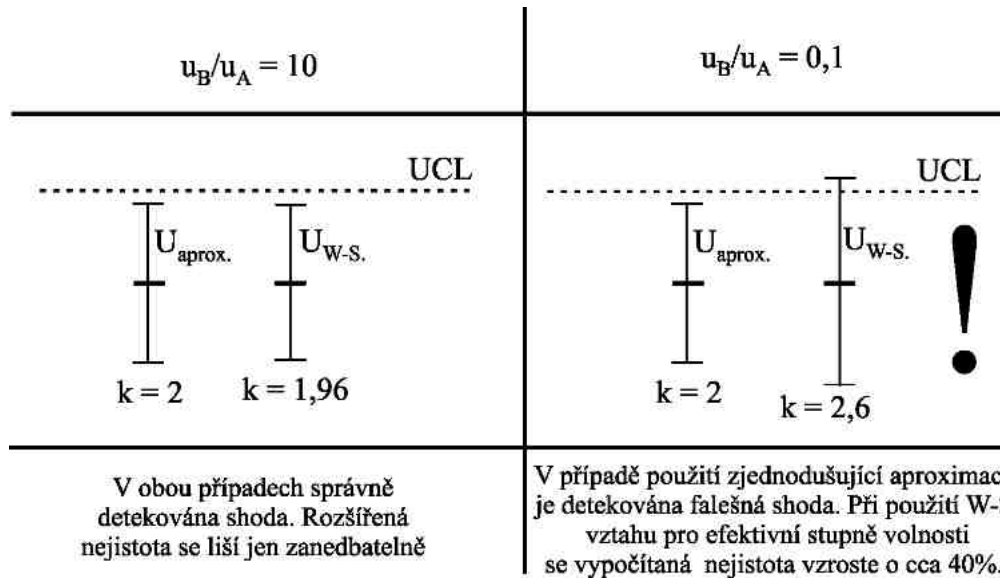 u_B/u_A = 10
u_B/u_A = 0,1
UCL
U_aprox.
U_W-S.
k = 2
k = 1,96
UCL
U_aprox.
U_W-S.
!
k = 2
k = 2,6
V obou případech správně
detekována shoda. Rozšířená
nejistota se liší jen zanedbatelně
V případě použití zjednodušující aproximac
je detekována falešná shoda. Při použití W-S
vztahu pro efektivní stupně volnosti
se vypočítaná nejistota vzroste o cca 40%.